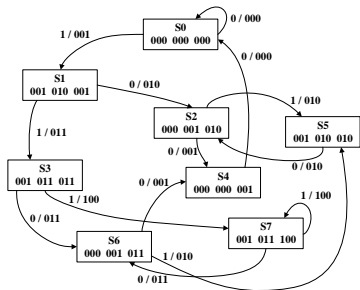 0 / 000
S0
000 000 000
1 / 001
0 / 000
S1
001 010 001
0 / 010
S2
000 001 010
1 / 010
S5
001 010 010
1 / 011
0 / 001
0 / 010
S3
001 011 011
1 / 100
0 / 001
S4
000 000 001
1 / 100
0 / 011
S6
000 001 011
S7
001 011 100
1 / 010
0 / 011